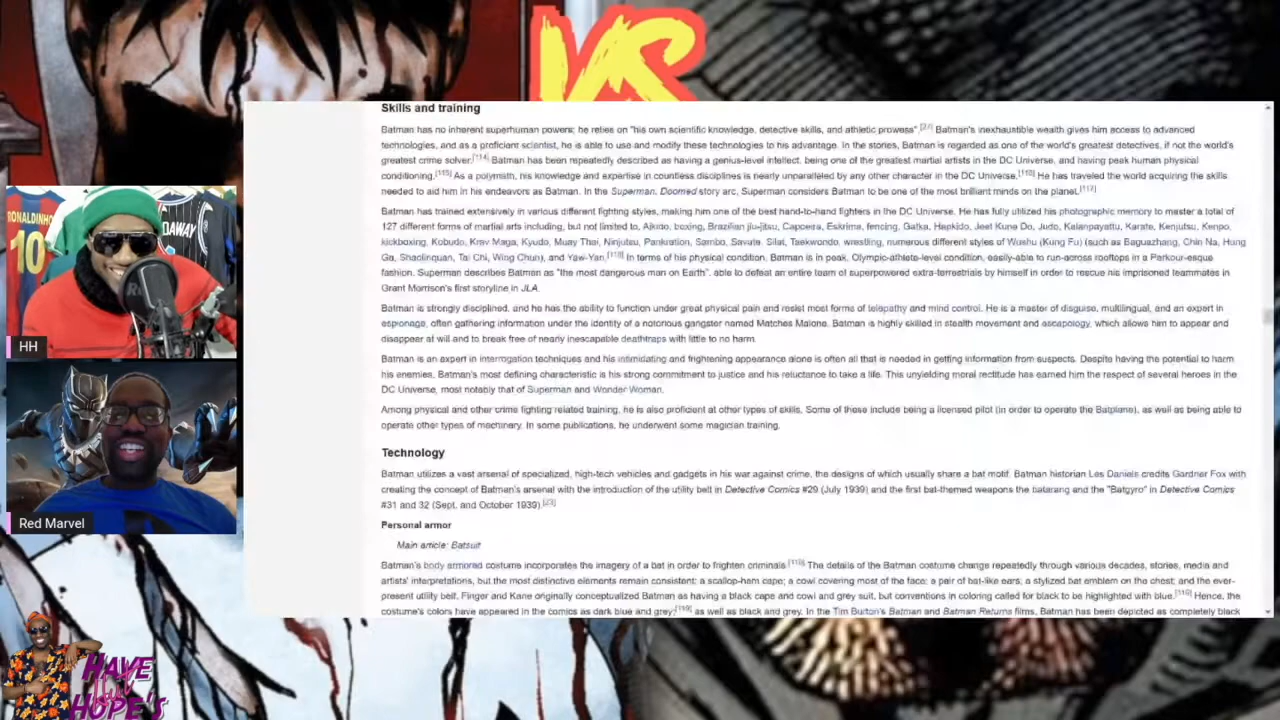 VS
Skills and training
Batman has no inherent superhuman powers; he relies on "his own scientific knowledge, detective skills, and athletic prowess".[27] Batman's inexhaustible wealth gives him access to advanced
technologies, and as a proficient scientist, he is able to use and modify these technologies to his advantage. In the stories, Batman is regarded as one of the world's greatest detectives, if not the world's
greatest crime solver.[114] Batman has been repeatedly described as having a genius-level intellect, being one of the greatest martial artists in the DC Universe, and having peak human physical
conditioning.[115] As a polymath, his knowledge and expertise in countless disciplines is nearly unparalleled by any other character in the DC Universe.[116] He has traveled the world acquiring the skills
needed to aid him in his endeavors as Batman. In the Superman: Doomed story arc, Superman considers Batman to be one of the most brilliant minds on the planet.[117]
Batman has trained extensively in various different fighting styles, making him one of the best hand-to-hand fighters in the DC Universe. He has fully utilized his photographic memory to master a total of
127 different forms of martial arts including, but not limited to, Aikido, boxing, Brazilian jiu-jitsu, Capoeira, Eskrima, fencing, Gatka, Hapkido, Jeet Kune Do, Judo, Kalaripayattu, Karate, Kenjutsu, Kenpo,
kickboxing, Kobudo, Krav Maga, Kyudo, Muay Thai, Ninjutsu, Pankration, Sambo, Savate, Silat, Taekwondo, wrestling, numerous different styles of Wushu (Kung Fu) (such as Baguazhang, Chin Na, Hung
Ga, Shaolinquan, Tai Chi, Wing Chun), and Yaw-Yan.[118] In terms of his physical condition, Batman is in peak, Olympic-athlete-level condition, easily-able to run-across rooftops in a Parkour-esque
fashion. Superman describes Batman as "the most dangerous man on Earth", able to defeat an entire team of superpowered extra-terrestrials by himself in order to rescue his imprisoned teammates in
Grant Morrison's first storyline in JLA.
Batman is strongly disciplined, and he has the ability to function under great physical pain and resist most forms of telepathy and mind control. He is a master of disguise, multilingual, and an expert in
espionage, often gathering information under the identity of a notorious gangster named Matches Malone. Batman is highly skilled in stealth movement and escapology, which allows him to appear and
disappear at will and to break free of nearly inescapable deathtraps with little to no harm.
Batman is an expert in interrogation techniques and his intimidating and frightening appearance alone is often all that is needed in getting information from suspects. Despite having the potential to harm
his enemies, Batman's most defining characteristic is his strong commitment to justice and his reluctance to take a life. This unyielding moral rectitude has earned him the respect of several heroes in the
DC Universe, most notably that of Superman and Wonder Woman.
Among physical and other crime fighting related training, he is also proficient at other types of skills. Some of these include being a licensed pilot (in order to operate the Batplane), as well as being able to
operate other types of machinery. In some publications, he underwent some magician training.
Technology
Batman utilizes a vast arsenal of specialized, high-tech vehicles and gadgets in his war against crime, the designs of which usually share a bat motif. Batman historian Les Daniels credits Gardner Fox with
creating the concept of Batman's arsenal with the introduction of the utility belt in Detective Comics #29 (July 1939) and the first bat-themed weapons the batarang and the "Batgyro" in Detective Comics
#31 and 32 (Sept. and October 1939).[23]
Personal armor
Main article: Batsuit
Batman's body armored costume incorporates the imagery of a bat in order to frighten criminals.[119] The details of the Batman costume change repeatedly through various decades, stories, media and
artists' interpretations, but the most distinctive elements remain consistent: a scallop-hem cape; a cowl covering most of the face; a pair of bat-like ears; a stylized bat emblem on the chest; and the ever-
present utility belt. Finger and Kane originally conceptualized Batman as having a black cape and cowl and grey suit, but conventions in coloring called for black to be highlighted with blue.[119] Hence, the
costume's colors have appeared in the comics as dark blue and grey;[119] as well as black and grey. In the Tim Burton's Batman and Batman Returns films, Batman has been depicted as completely black
RONALDINHO
10
DAWAY
HH
Red Marvel
HAVE
HOPE'S